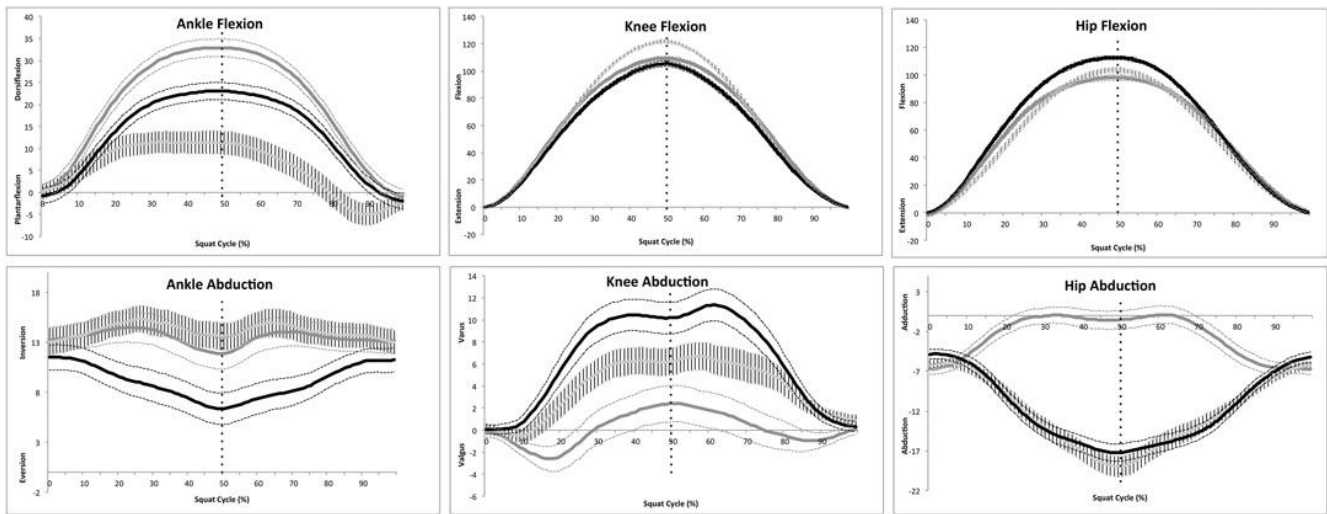 Ankle Flexion
40
35
30
25
20
15
10
5
0
-5
-10
Dorsiflexion
Plantarflexion
0 10 20 30 40 50 60 70 80 90
Squat Cycle (%)
Knee Flexion
140
120
100
80
60
40
20
0
-20
Flexion
Extension
0 10 20 30 40 50 60 70 80 90
Squat Cycle (%)
Hip Flexion
140
120
100
80
60
40
20
0
-20
Flexion
Extension
0 10 20 30 40 50 60 70 80 90
Squat Cycle (%)
Ankle Abduction
18
13
8
3
-2
Inversion
Eversion
0 10 20 30 40 50 60 70 80 90
Squat Cycle (%)
Knee Abduction
14
12
10
8
6
4
2
0
-2
-4
-6
Varus
Valgus
0 10 20 30 40 50 60 70 80 90
Squat Cycle (%)
Hip Abduction
3
-2
-7
-12
-17
-22
Adduction
Abduction
0 10 20 30 40 50 60 70 80 90
Squat Cycle (%)